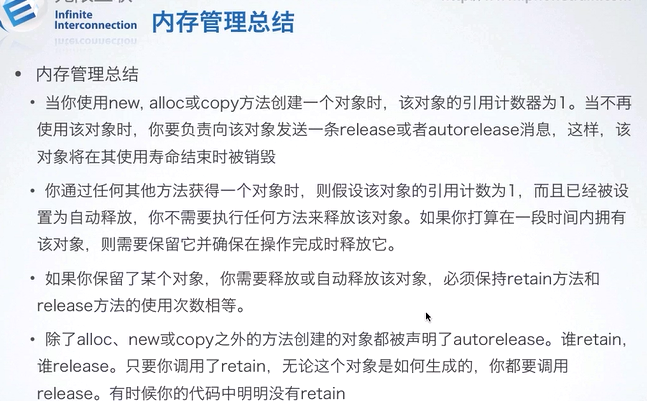 Infinite
Interconnection
内存管理总结
• 内存管理总结
• 当你使用new, alloc或copy方法创建一个对象时，该对象的引用计数器为1。当不再
使用该对象时，你要负责向该对象发送一条release或者autorelease消息，这样，该
对象将在其使用寿命结束时被销毁
• 你通过任何其他方法获得一个对象时，则假设该对象的引用计数为1，而且已经被设
置为自动释放，你不需要执行任何方法来释放该对象。如果你打算在一段时间内拥有
该对象，则需要保留它并确保在操作完成时释放它。
• 如果你保留了某个对象，你需要释放或自动释放该对象，必须保持retain方法和
release方法的使用次数相等。
• 除了alloc、new或copy之外的方法创建的对象都被声明了autorelease。谁retain,
谁release。只要你调用了retain，无论这个对象是如何生成的，你都要调用
release。有时候你的代码中明明没有retain